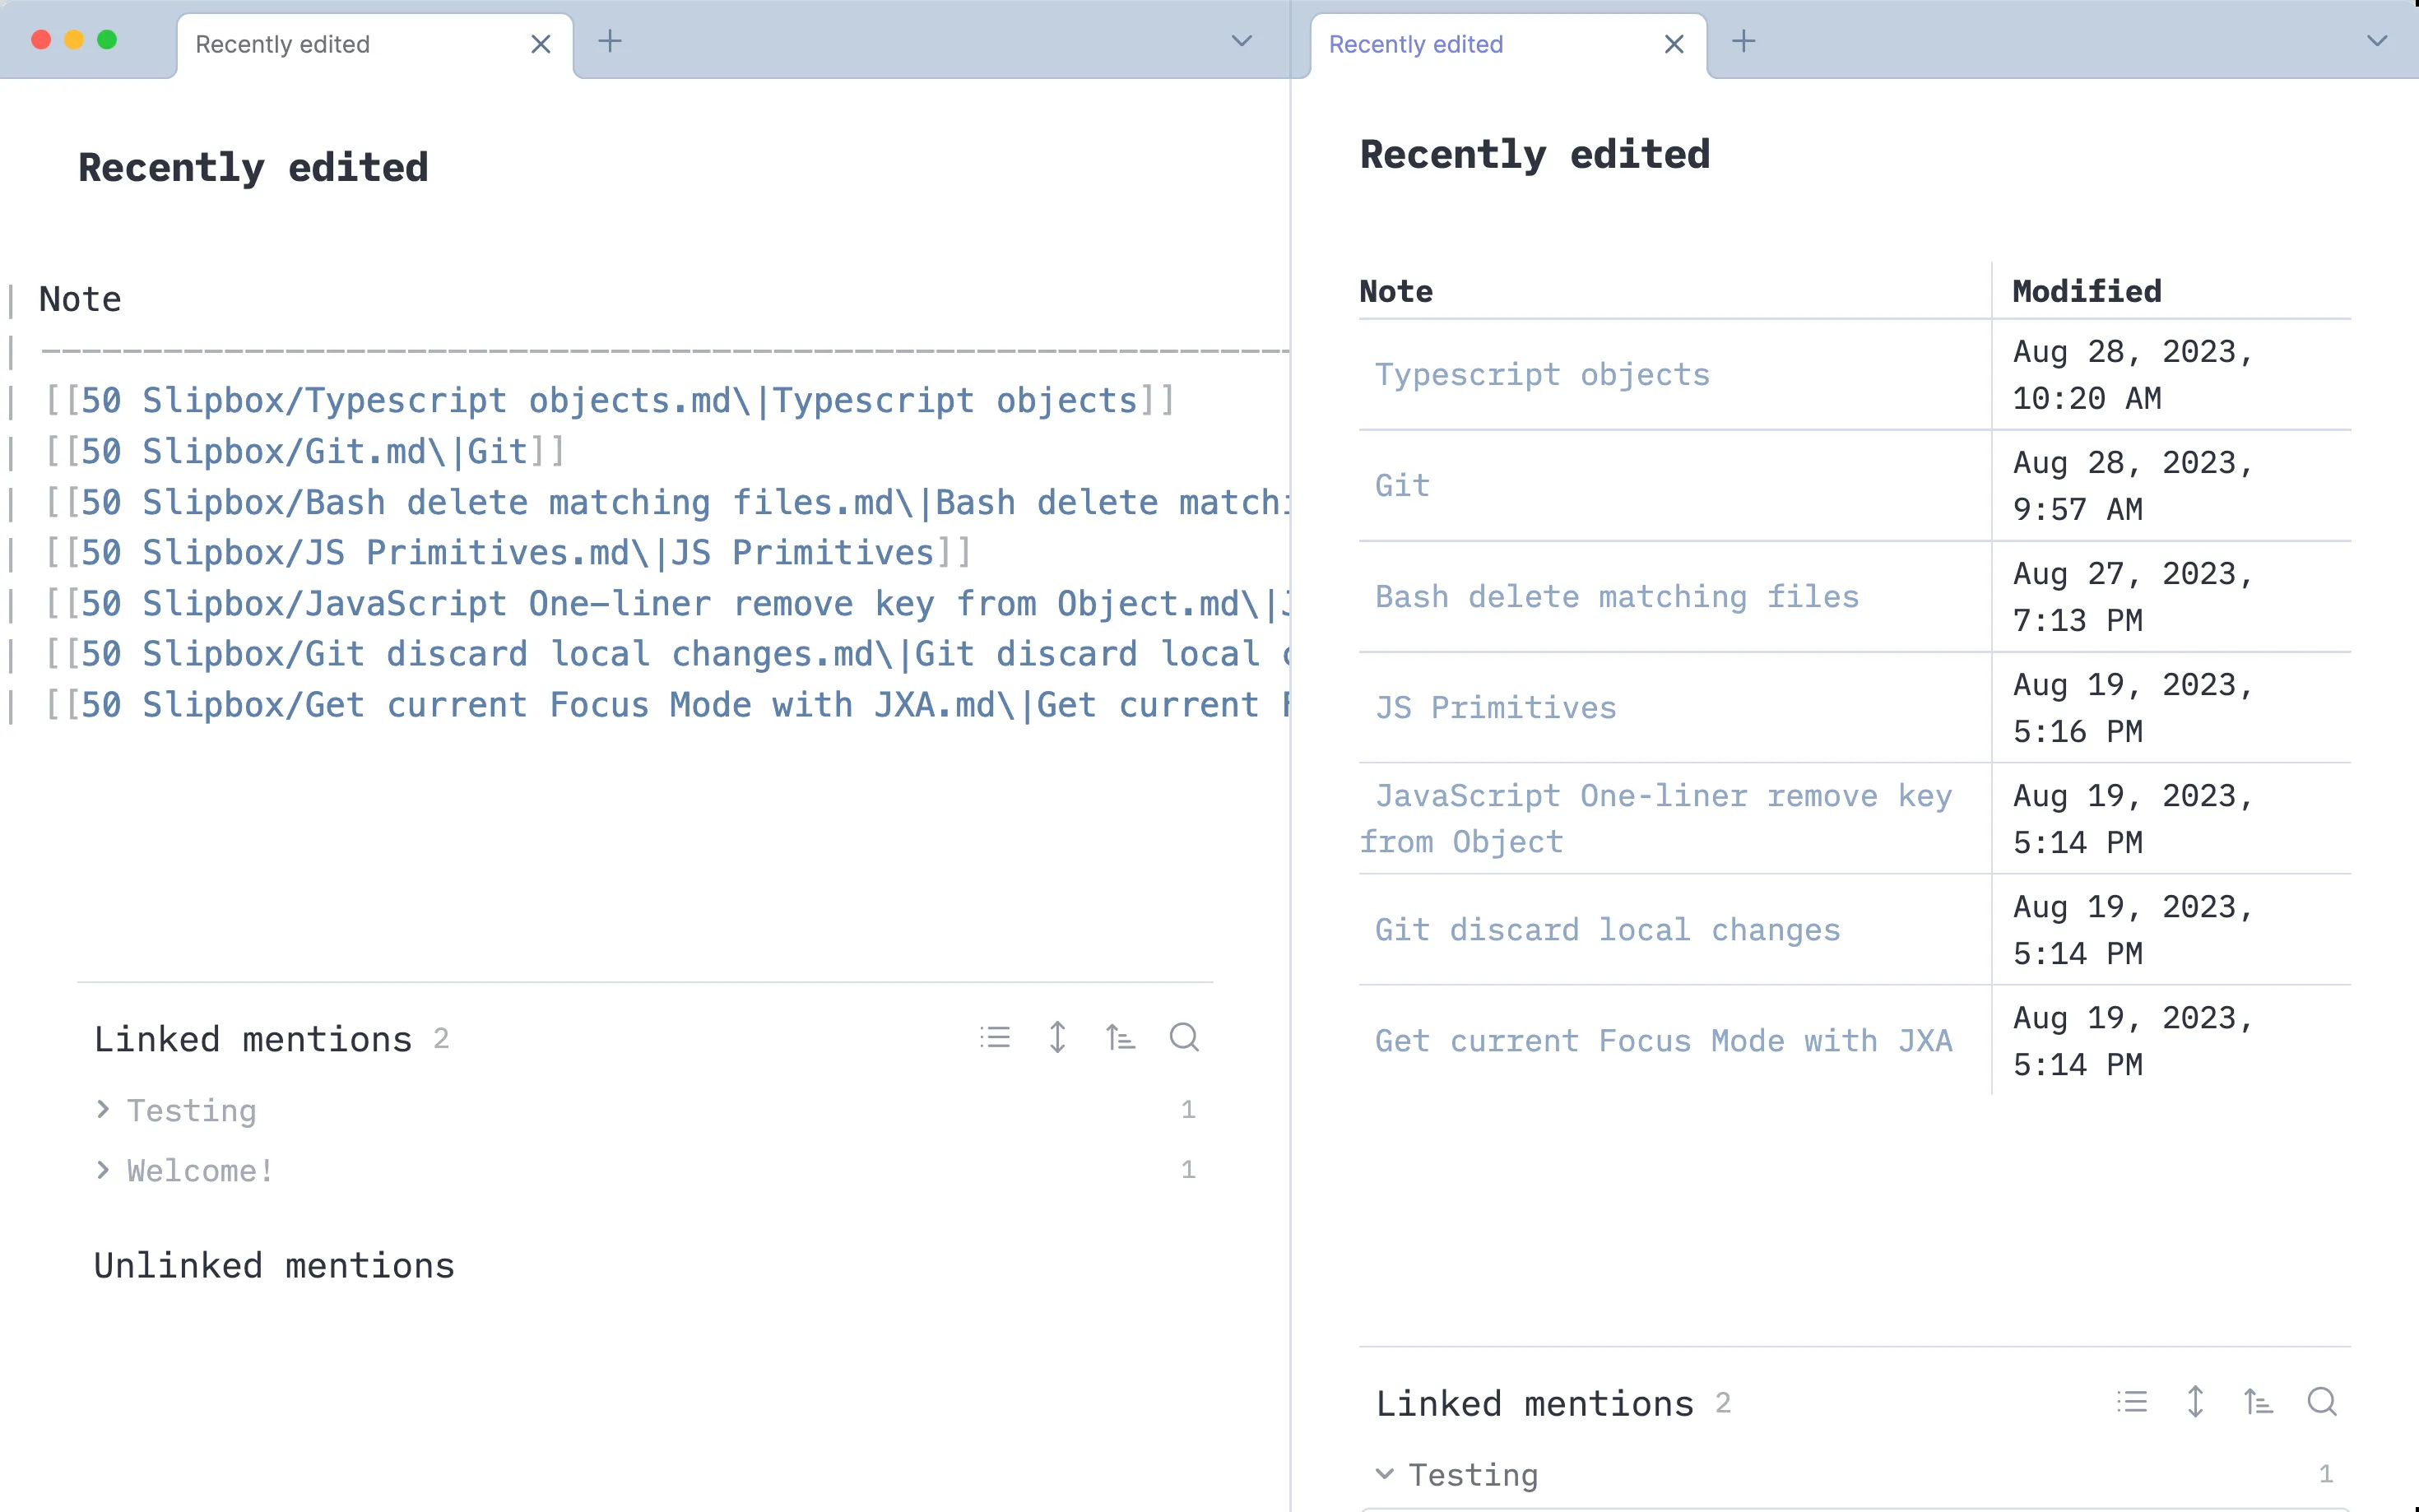 Recently edited
Recently edited
| Note
| --------------------------------------------------------------
| [[50 Slipbox/Typescript objects.md\|Typescript objects]]
| [[50 Slipbox/Git.md\|Git]]
| [[50 Slipbox/Bash delete matching files.md\|Bash delete matchi
| [[50 Slipbox/JS Primitives.md\|JS Primitives]]
| [[50 Slipbox/JavaScript One-liner remove key from Object.md\|J
| [[50 Slipbox/Git discard local changes.md\|Git discard local c
| [[50 Slipbox/Get current Focus Mode with JXA.md\|Get current F
Linked mentions 2
Testing 1
Welcome! 1
Unlinked mentions
Recently edited
Recently edited
Note Modified
Typescript objects
Aug 28, 2023,
10:20 AM
Git
Aug 28, 2023,
9:57 AM
Bash delete matching files
Aug 27, 2023,
7:13 PM
JS Primitives
Aug 19, 2023,
5:16 PM
JavaScript One-liner remove key
from Object
Aug 19, 2023,
5:14 PM
Git discard local changes
Aug 19, 2023,
5:14 PM
Get current Focus Mode with JXA
Aug 19, 2023,
5:14 PM
Linked mentions 2
Testing 1